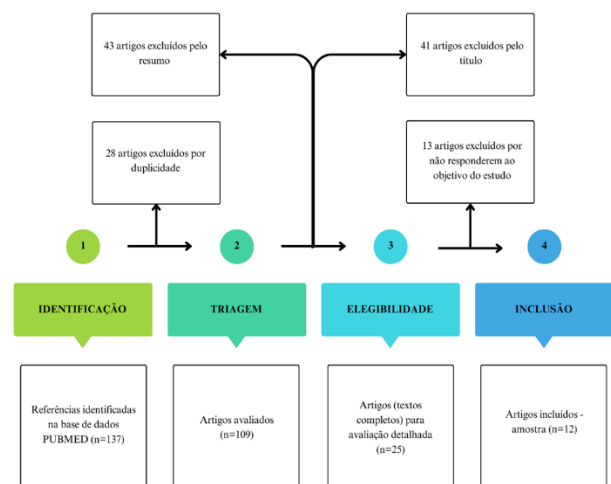 43 artigos excluídos pelo
resumo
41 artigos excluídos pelo
título
28 artigos excluídos por
duplicidade
13 artigos excluídos por
não responderem ao
objetivo do estudo
1
2
3
4
IDENTIFICAÇÃO
TRIAGEM
ELEGIBILIDADE
INCLUSÃO
Referências identificadas
na base de dados
PUBMED (n=137)
Artigos avaliados
(n=109)
Artigos (textos
completos) para
avaliação detalhada
(n=25)
Artigos incluídos -
amostra (n=12)